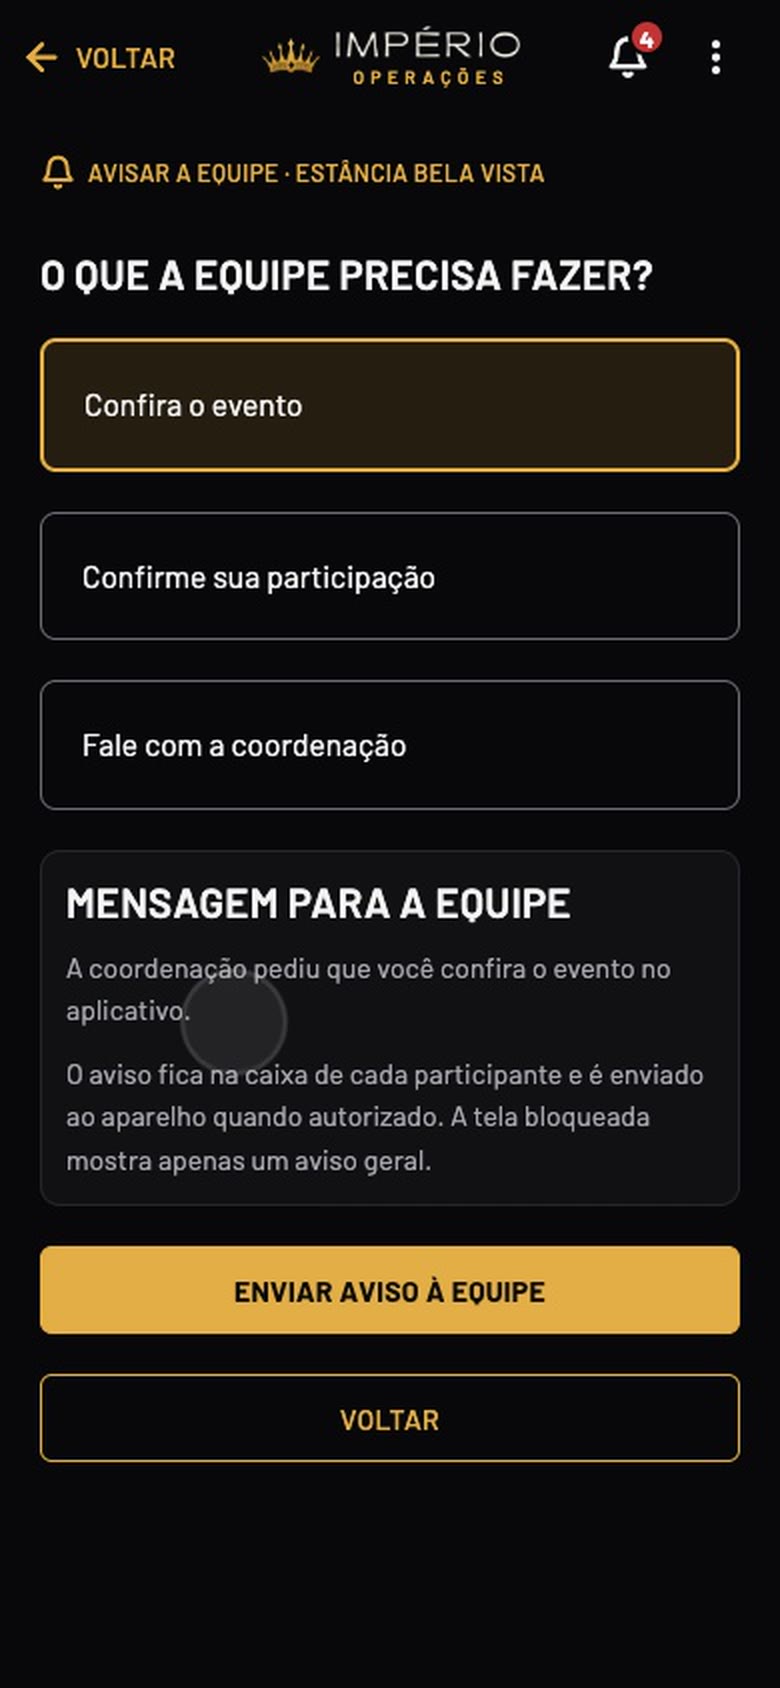 VOLTAR
IMPÉRIO
OPERAÇÕES
4
AVISAR A EQUIPE · ESTÂNCIA BELA VISTA
O QUE A EQUIPE PRECISA FAZER?
Confira o evento
Confirme sua participação
Fale com a coordenação
MENSAGEM PARA A EQUIPE
A coordenação pediu que você confira o evento no
aplicativo.
O aviso fica na caixa de cada participante e é enviado
ao aparelho quando autorizado. A tela bloqueada
mostra apenas um aviso geral.
ENVIAR AVISO À EQUIPE
VOLTAR